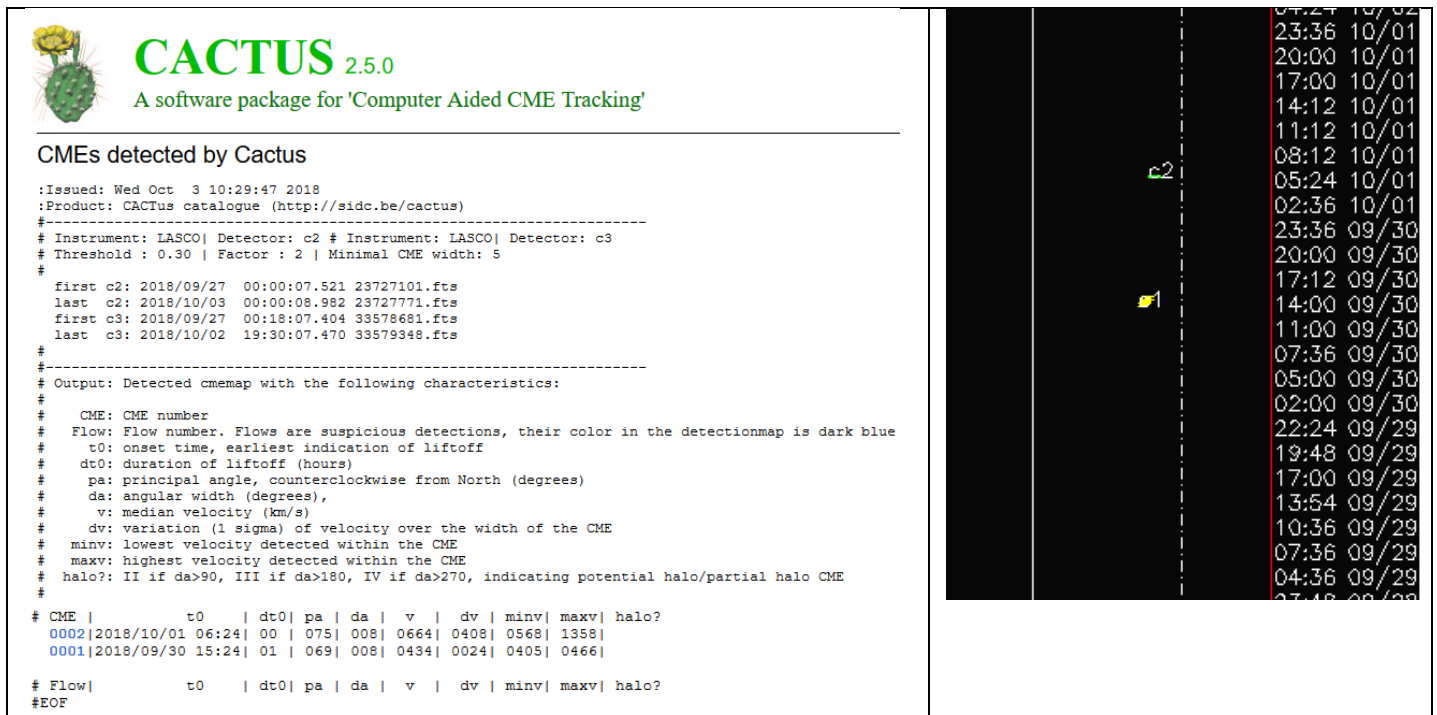 CACTUS 2.5.0
A software package for 'Computer Aided CME Tracking'
CMEs detected by Cactus
:Issued: Wed Oct  3 10:29:47 2018
:Product: CACTus catalogue (http://sidc.be/cactus)
#----------------------------------------------------------------------
# Instrument: LASCO| Detector: c2 # Instrument: LASCO| Detector: c3
# Threshold : 0.30 | Factor : 2 | Minimal CME width: 5
#
first c2: 2018/09/27  00:00:07.521 23727101.fts
last  c2: 2018/10/03  00:00:08.982 23727771.fts
first c3: 2018/09/27  00:18:07.404 33578681.fts
last  c3: 2018/10/02  19:30:07.470 33579348.fts
#
#----------------------------------------------------------------------
# Output: Detected cmemap with the following characteristics:
#
#    CME: CME number
#   Flow: Flow number. Flows are suspicious detections, their color in the detectionmap is dark blue
#     t0: onset time, earliest indication of liftoff
#    dt0: duration of liftoff (hours)
#     pa: principal angle, counterclockwise from North (degrees)
#     da: angular width (degrees),
#      v: median velocity (km/s)
#     dv: variation (1 sigma) of velocity over the width of the CME
#   minv: lowest velocity detected within the CME
#   maxv: highest velocity detected within the CME
#  halo?: II if da>90, III if da>180, IV if da>270, indicating potential halo/partial halo CME
#
# CME |           t0     | dt0| pa | da | v  |  dv | minv| maxv| halo?
0002|2018/10/01 06:24| 00 | 075| 008| 0664| 0408| 0568| 1358|
0001|2018/09/30 15:24| 01 | 069| 008| 0434| 0024| 0405| 0466|
# Flow|           t0     | dt0| pa | da | v  |  dv | minv| maxv| halo?
#EOF
23:36 10/01
20:00 10/01
17:00 10/01
14:12 10/01
11:12 10/01
08:12 10/01
c2
05:24 10/01
02:36 10/01
23:36 09/30
20:00 09/30
17:12 09/30
1
14:00 09/30
11:00 09/30
07:36 09/30
05:00 09/30
02:00 09/30
22:24 09/29
19:48 09/29
17:00 09/29
13:54 09/29
10:36 09/29
07:36 09/29
04:36 09/29